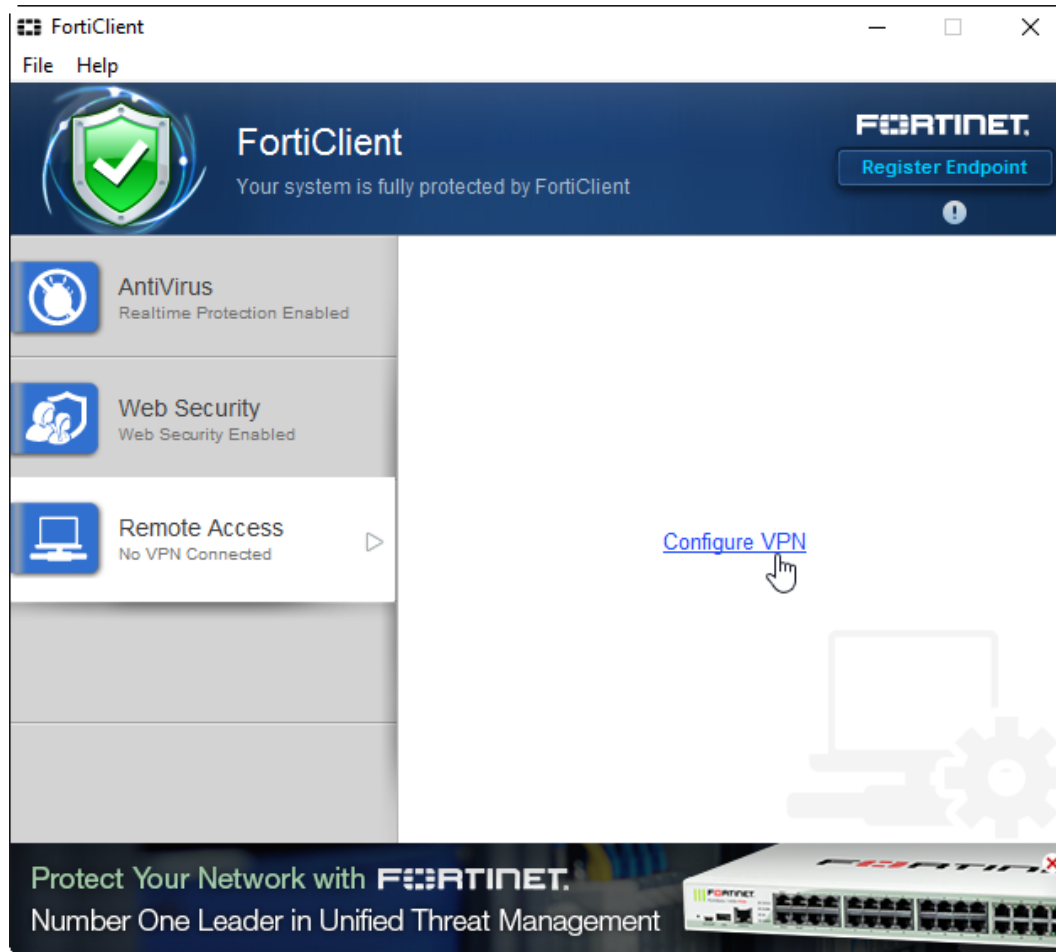 FortiClient
File Help
FortiClient
Your system is fully protected by FortiClient
FORTINET
Register Endpoint
AntiVirus
Realtime Protection Enabled
Web Security
Web Security Enabled
Remote Access
No VPN Connected
Configure VPN
Protect Your Network with FORTINET.
Number One Leader in Unified Threat Management
FORTINET